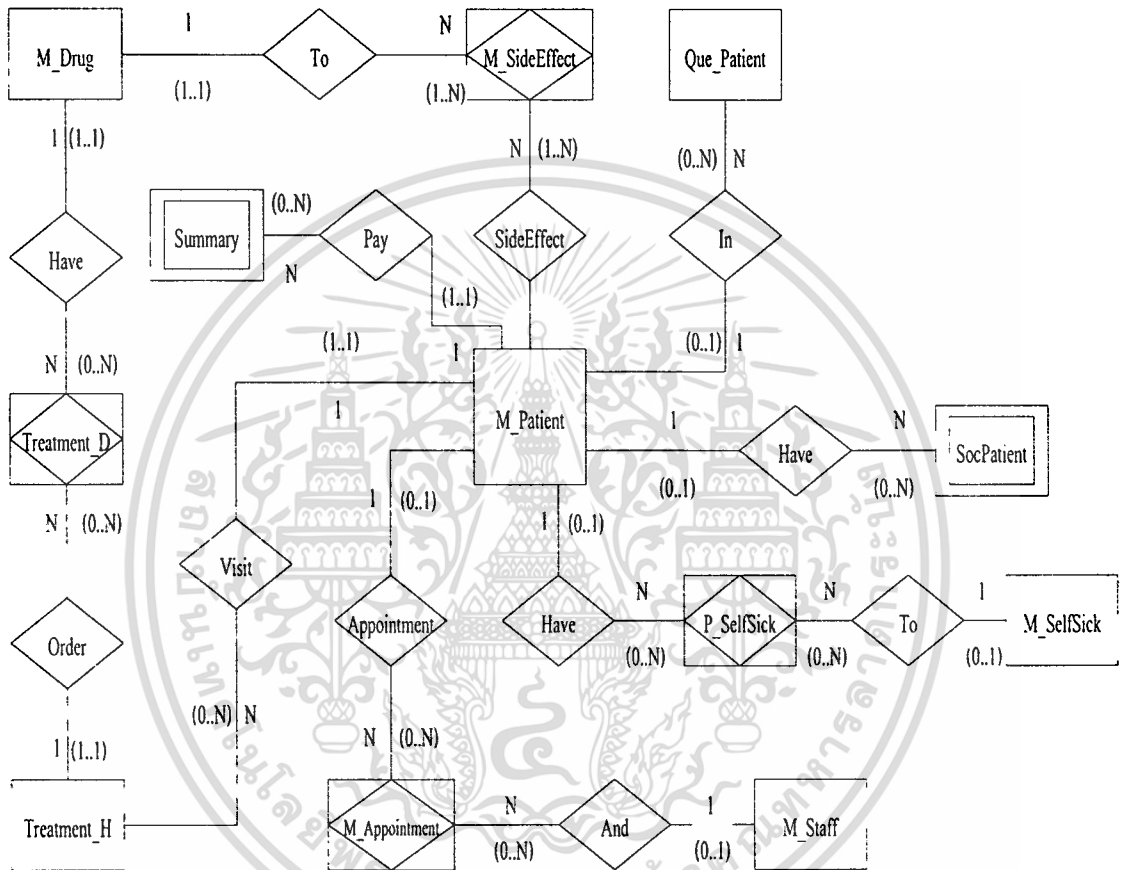 1 N
M_Drug To M_SideEffect Que_Patient
(1..1) (1..N)
1 (1..1) N (1..N) (0..N) N
(0..N)
Summary Pay SideEffect In
Have
N
(1..1)
(1..1) 1 (0..1) 1
N (0..N)
1 M_Patient 1 N
Treatment_D Have SocPatient
(0..1) (0..N)
N (0..N) 1 (0..1) 1 (0..1)
Visit
N N 1
Order Appointment Have P_SelfSick To M_SelfSick
(0..N) (0..N) (0..1)
(0..N) N
1 (1..1) N (0..N)
N 1
Treatment_H M_Appointment And M_Staff
(0..N) (0..1)